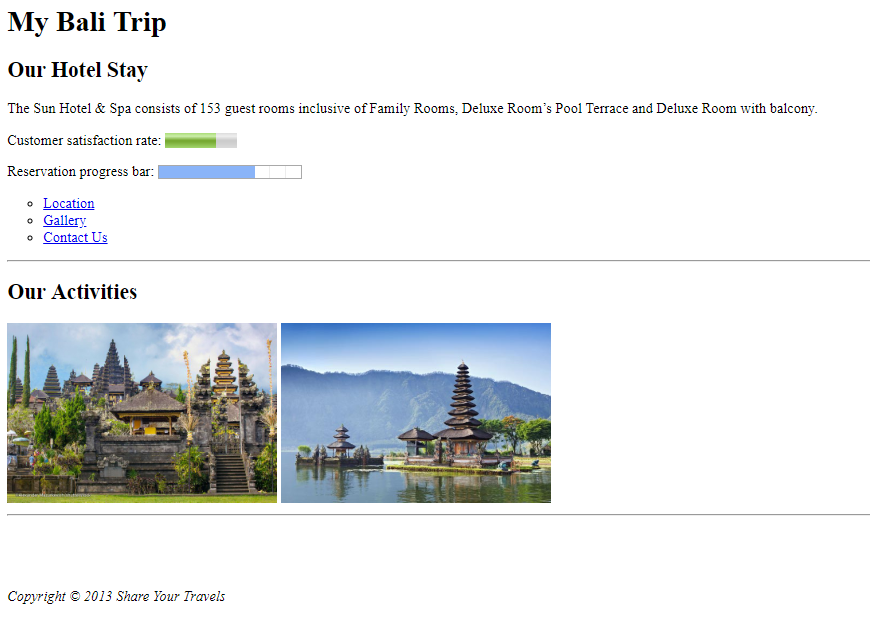 My Bali Trip
Our Hotel Stay
The Sun Hotel & Spa consists of 153 guest rooms inclusive of Family Rooms, Deluxe Room’s Pool Terrace and Deluxe Room with balcony.
Customer satisfaction rate:
Reservation progress bar:
Location
Gallery
Contact Us
Our Activities
Copyright © 2013 Share Your Travels